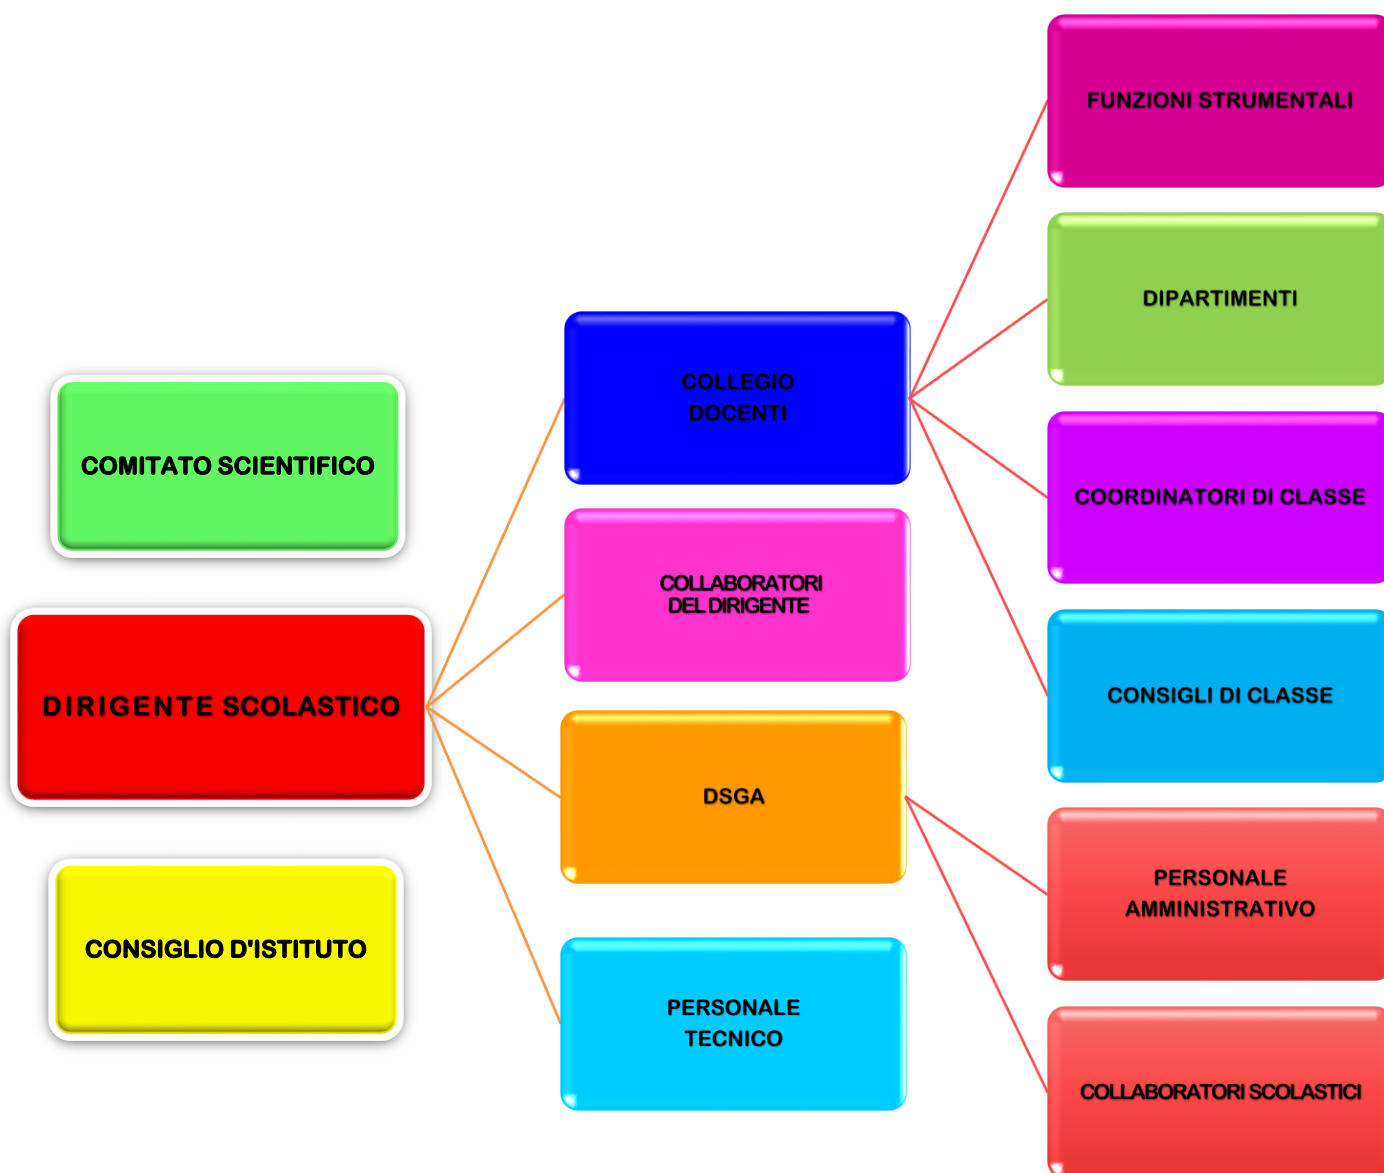 COMITATO SCIENTIFICO
DIRIGENTE SCOLASTICO
CONSIGLIO D'ISTITUTO
COLLEGIO
DOCENTI
COLLABORATORI
DEL DIRIGENTE
DSGA
PERSONALE
TECNICO
FUNZIONI STRUMENTALI
DIPARTIMENTI
COORDINATORI DI CLASSE
CONSIGLI DI CLASSE
PERSONALE
AMMINISTRATIVO
COLLABORATORI SCOLASTICI